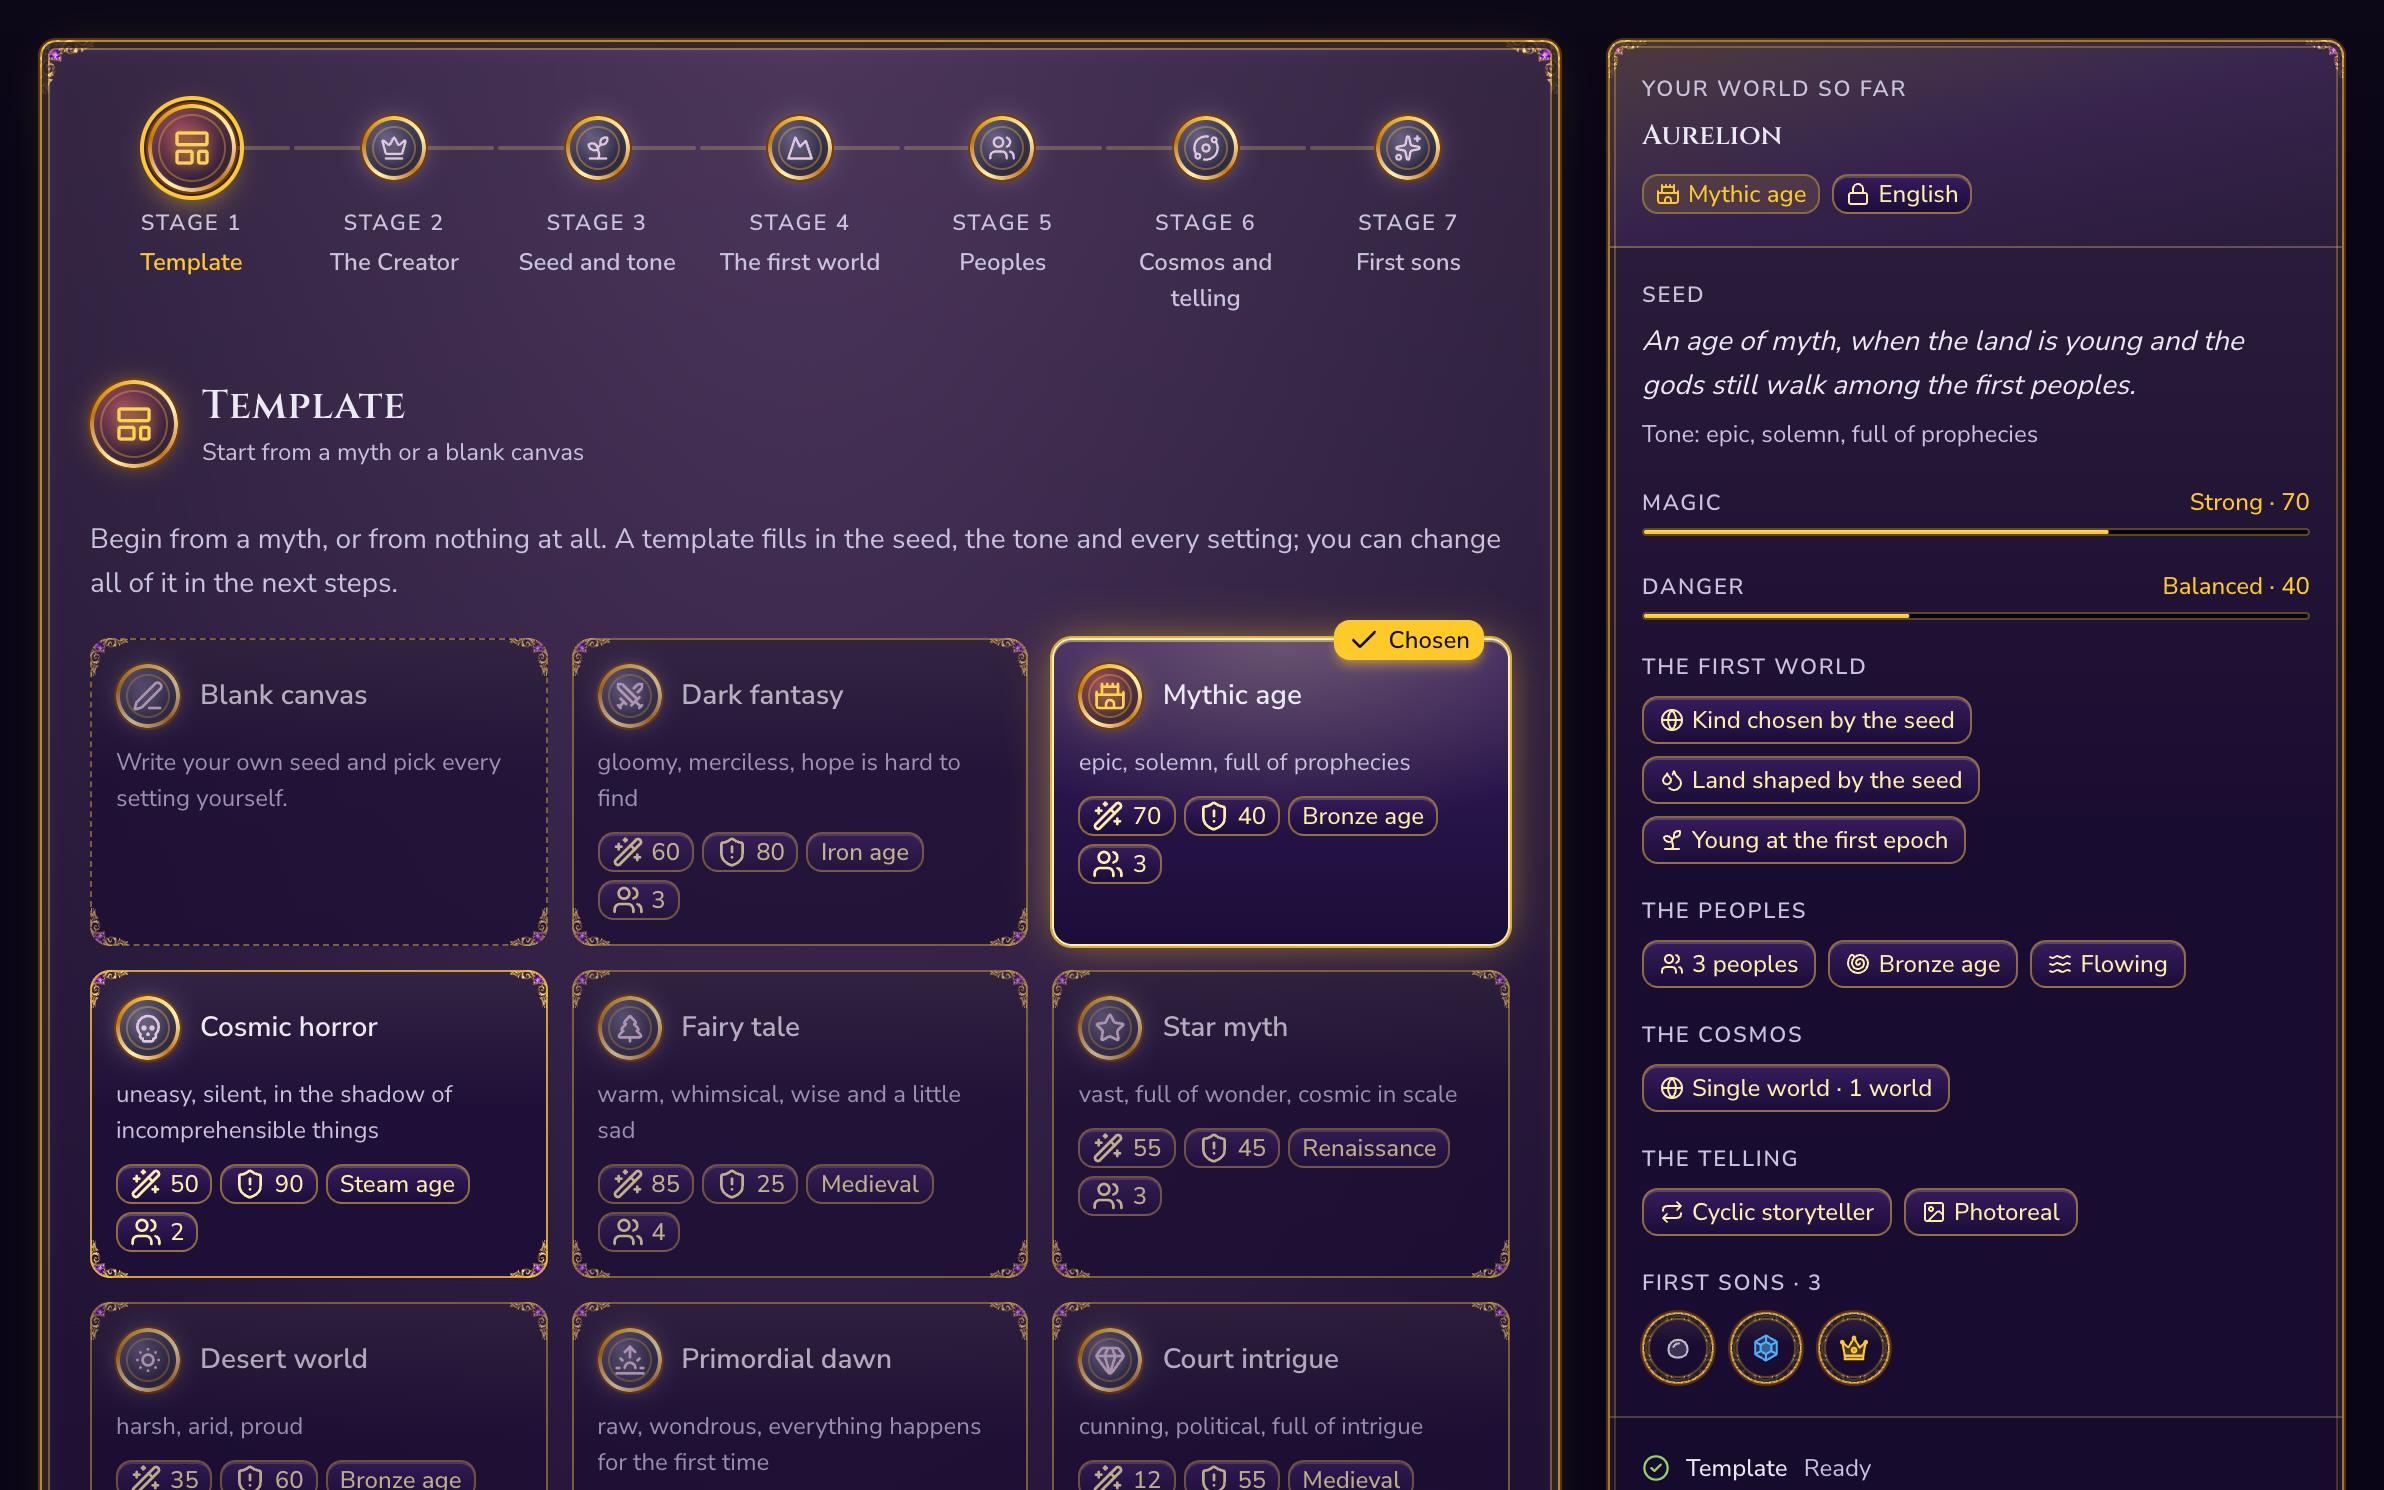 STAGE 1
Template
STAGE 2
The Creator
STAGE 3
Seed and tone
STAGE 4
The first world
STAGE 5
Peoples
STAGE 6
Cosmos and
telling
STAGE 7
First sons
TEMPLATE
Start from a myth or a blank canvas
Begin from a myth, or from nothing at all. A template fills in the seed, the tone and every setting; you can change
all of it in the next steps.
Blank canvas
Write your own seed and pick every
setting yourself.
Dark fantasy
gloomy, merciless, hope is hard to
find
60 80 Iron age
3
Chosen
Mythic age
epic, solemn, full of prophecies
70 40 Bronze age
3
Cosmic horror
uneasy, silent, in the shadow of
incomprehensible things
50 90 Steam age
2
Fairy tale
warm, whimsical, wise and a little
sad
85 25 Medieval
4
Star myth
vast, full of wonder, cosmic in scale
55 45 Renaissance
3
Desert world
harsh, arid, proud
35 60 Bronze age
Primordial dawn
raw, wondrous, everything happens
for the first time
Court intrigue
cunning, political, full of intrigue
12 55 Medieval
YOUR WORLD SO FAR
AURELION
Mythic age English
SEED
An age of myth, when the land is young and the
gods still walk among the first peoples.
Tone: epic, solemn, full of prophecies
MAGIC Strong · 70
DANGER Balanced · 40
THE FIRST WORLD
Kind chosen by the seed
Land shaped by the seed
Young at the first epoch
THE PEOPLES
3 peoples Bronze age Flowing
THE COSMOS
Single world · 1 world
THE TELLING
Cyclic storyteller Photoreal
FIRST SONS · 3
Template Ready